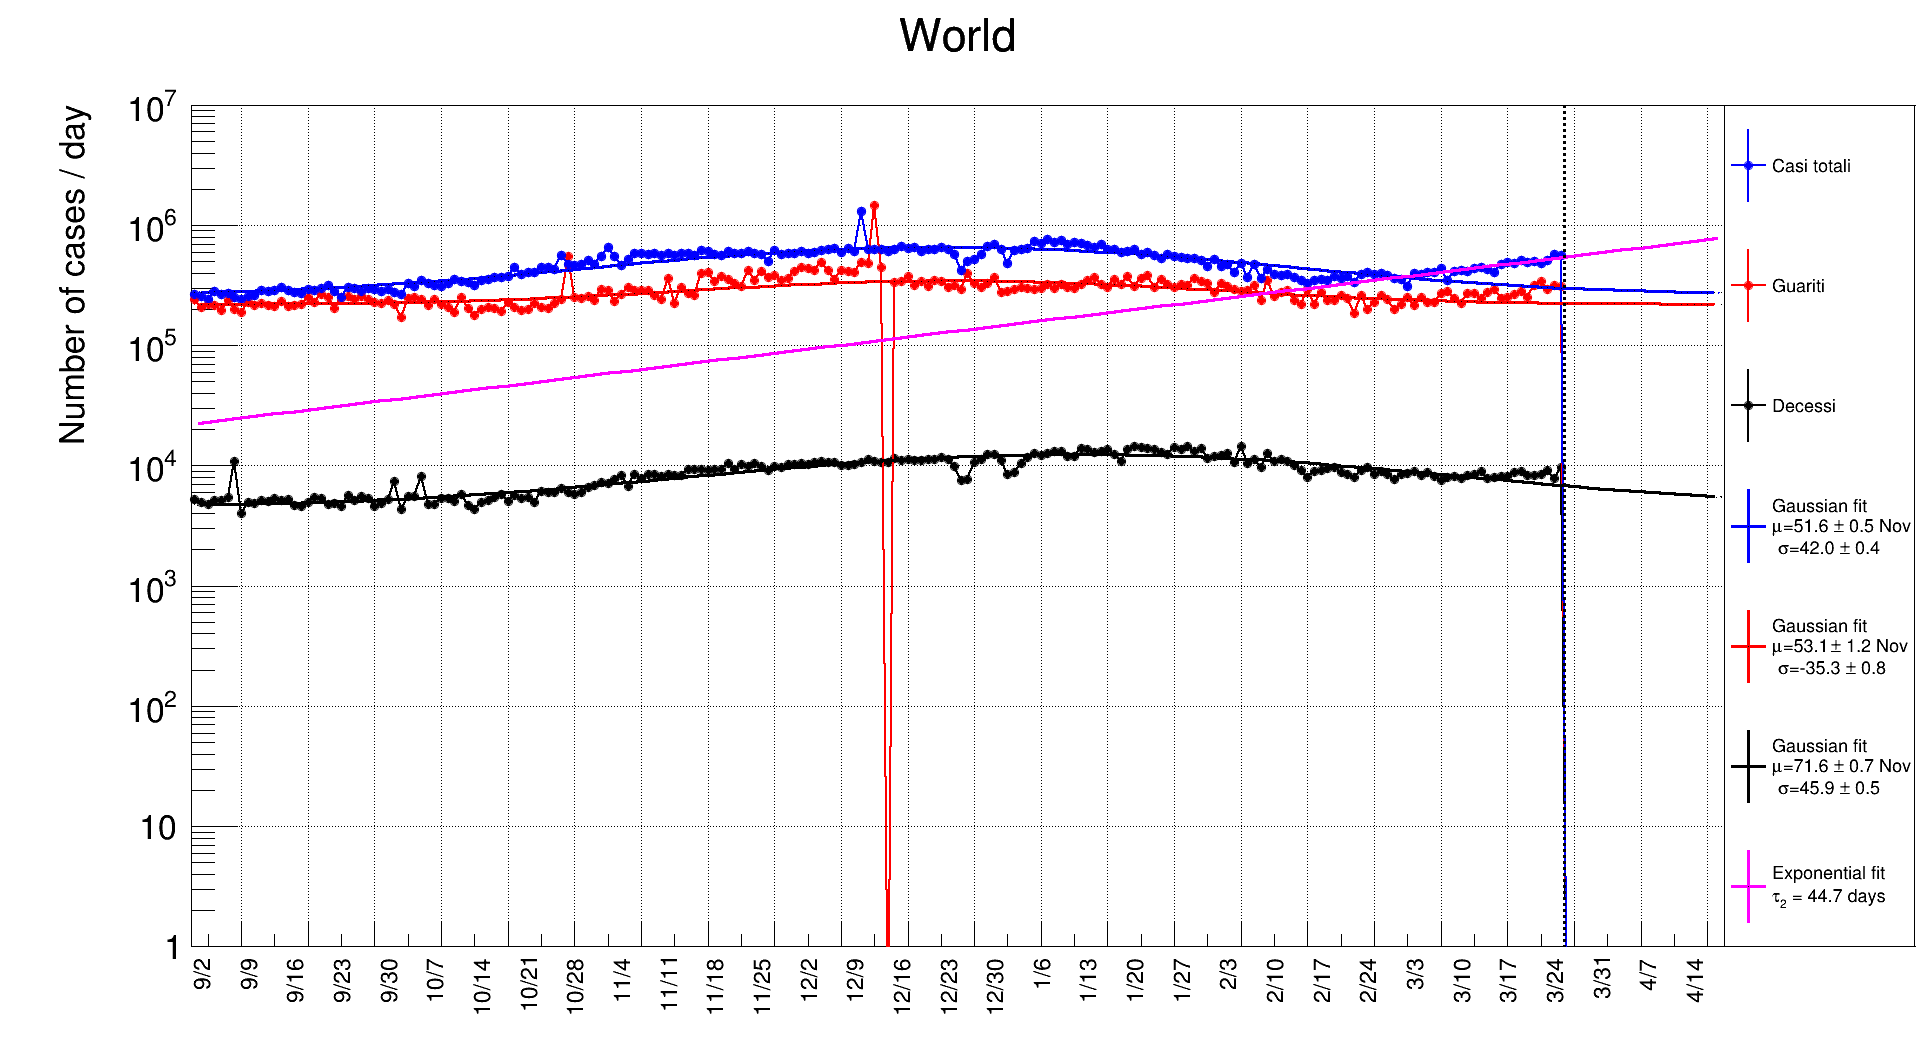 World
Number of cases / day
10^7
10^6
10^5
10^4
10^3
10^2
10
1
9/2 9/9 9/16 9/23 9/30 10/7 10/14 10/21 10/28 11/4 11/11 11/18 11/25 12/2 12/9 12/16 12/23 12/30 1/6 1/13 1/20 1/27 2/3 2/10 2/17 2/24 3/3 3/10 3/17 3/24 3/31 4/7 4/14
Casi totali
Guariti
Decessi
Gaussian fit
μ=51.6 ± 0.5 Nov
σ=42.0 ± 0.4
Gaussian fit
μ=53.1 ± 1.2 Nov
σ=-35.3 ± 0.8
Gaussian fit
μ=71.6 ± 0.7 Nov
σ=45.9 ± 0.5
Exponential fit
τ₂ = 44.7 days